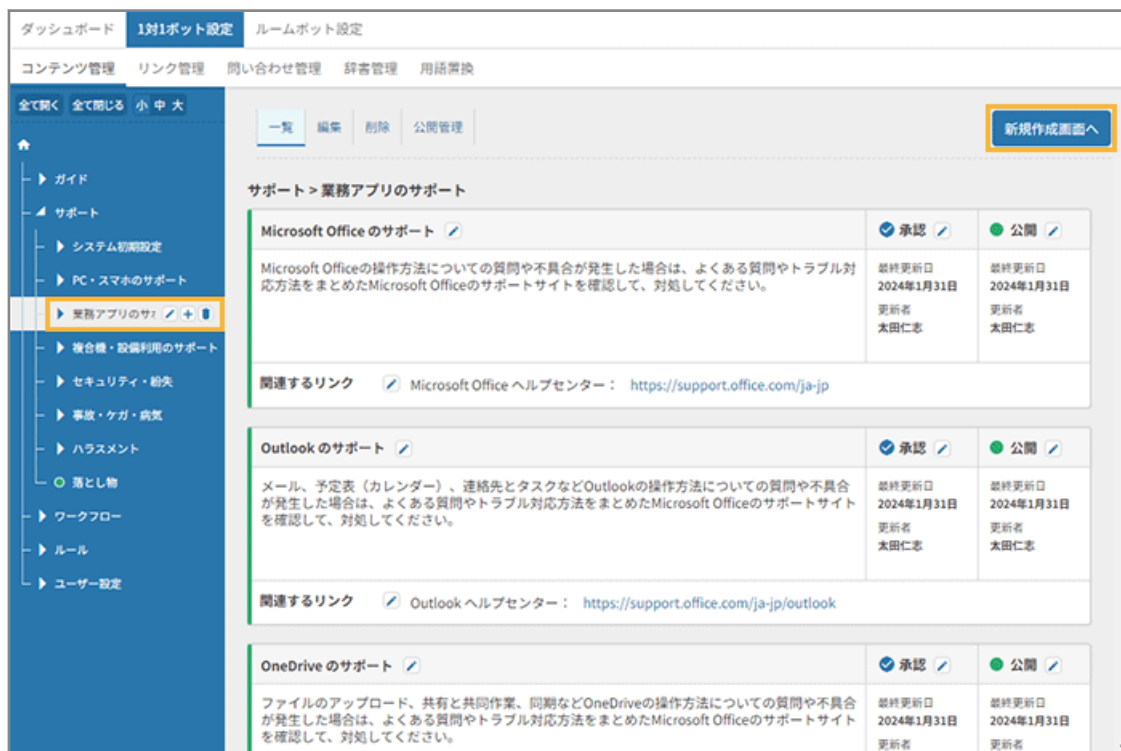 ダッシュボード 1対1ボット設定 ルームボット設定
コンテンツ管理 リンク管理 問い合わせ管理 辞書管理 用語置換
全て開く 全て閉じる 小 中 大
ガイド
サポート
システム初期設定
PC・スマホのサポート
業務アプリのサポ
複合機・設備利用のサポート
セキュリティ・紛失
事故・ケガ・病気
ハラスメント
落とし物
ワークフロー
ルール
ユーザー設定
一覧 編集 削除 公開管理
新規作成画面へ
サポート > 業務アプリのサポート
Microsoft Office のサポート
承認 公開
Microsoft Officeの操作方法についての質問や不具合が発生した場合は、よくある質問やトラブル対
応方法をまとめたMicrosoft Officeのサポートサイトを確認して、対処してください。
最終更新日 最終更新日
2024年1月31日 2024年1月31日
更新者 更新者
太田仁志 太田仁志
関連するリンク Microsoft Office ヘルプセンター： https://support.office.com/ja-jp
Outlook のサポート
承認 公開
メール、予定表（カレンダー）、連絡先とタスクなどOutlookの操作方法についての質問や不具合
が発生した場合は、よくある質問やトラブル対応方法をまとめたMicrosoft Officeのサポートサイト
を確認して、対処してください。
最終更新日 最終更新日
2024年1月31日 2024年1月31日
更新者 更新者
太田仁志 太田仁志
関連するリンク Outlook ヘルプセンター： https://support.office.com/ja-jp/outlook
OneDrive のサポート
承認 公開
ファイルのアップロード、共有と共同作業、同期などOneDriveの操作方法についての質問や不具合
が発生した場合は、よくある質問やトラブル対応方法をまとめたMicrosoft Officeのサポートサイト
を確認して、対処してください。
最終更新日 最終更新日
2024年1月31日 2024年1月31日
更新者 更新者